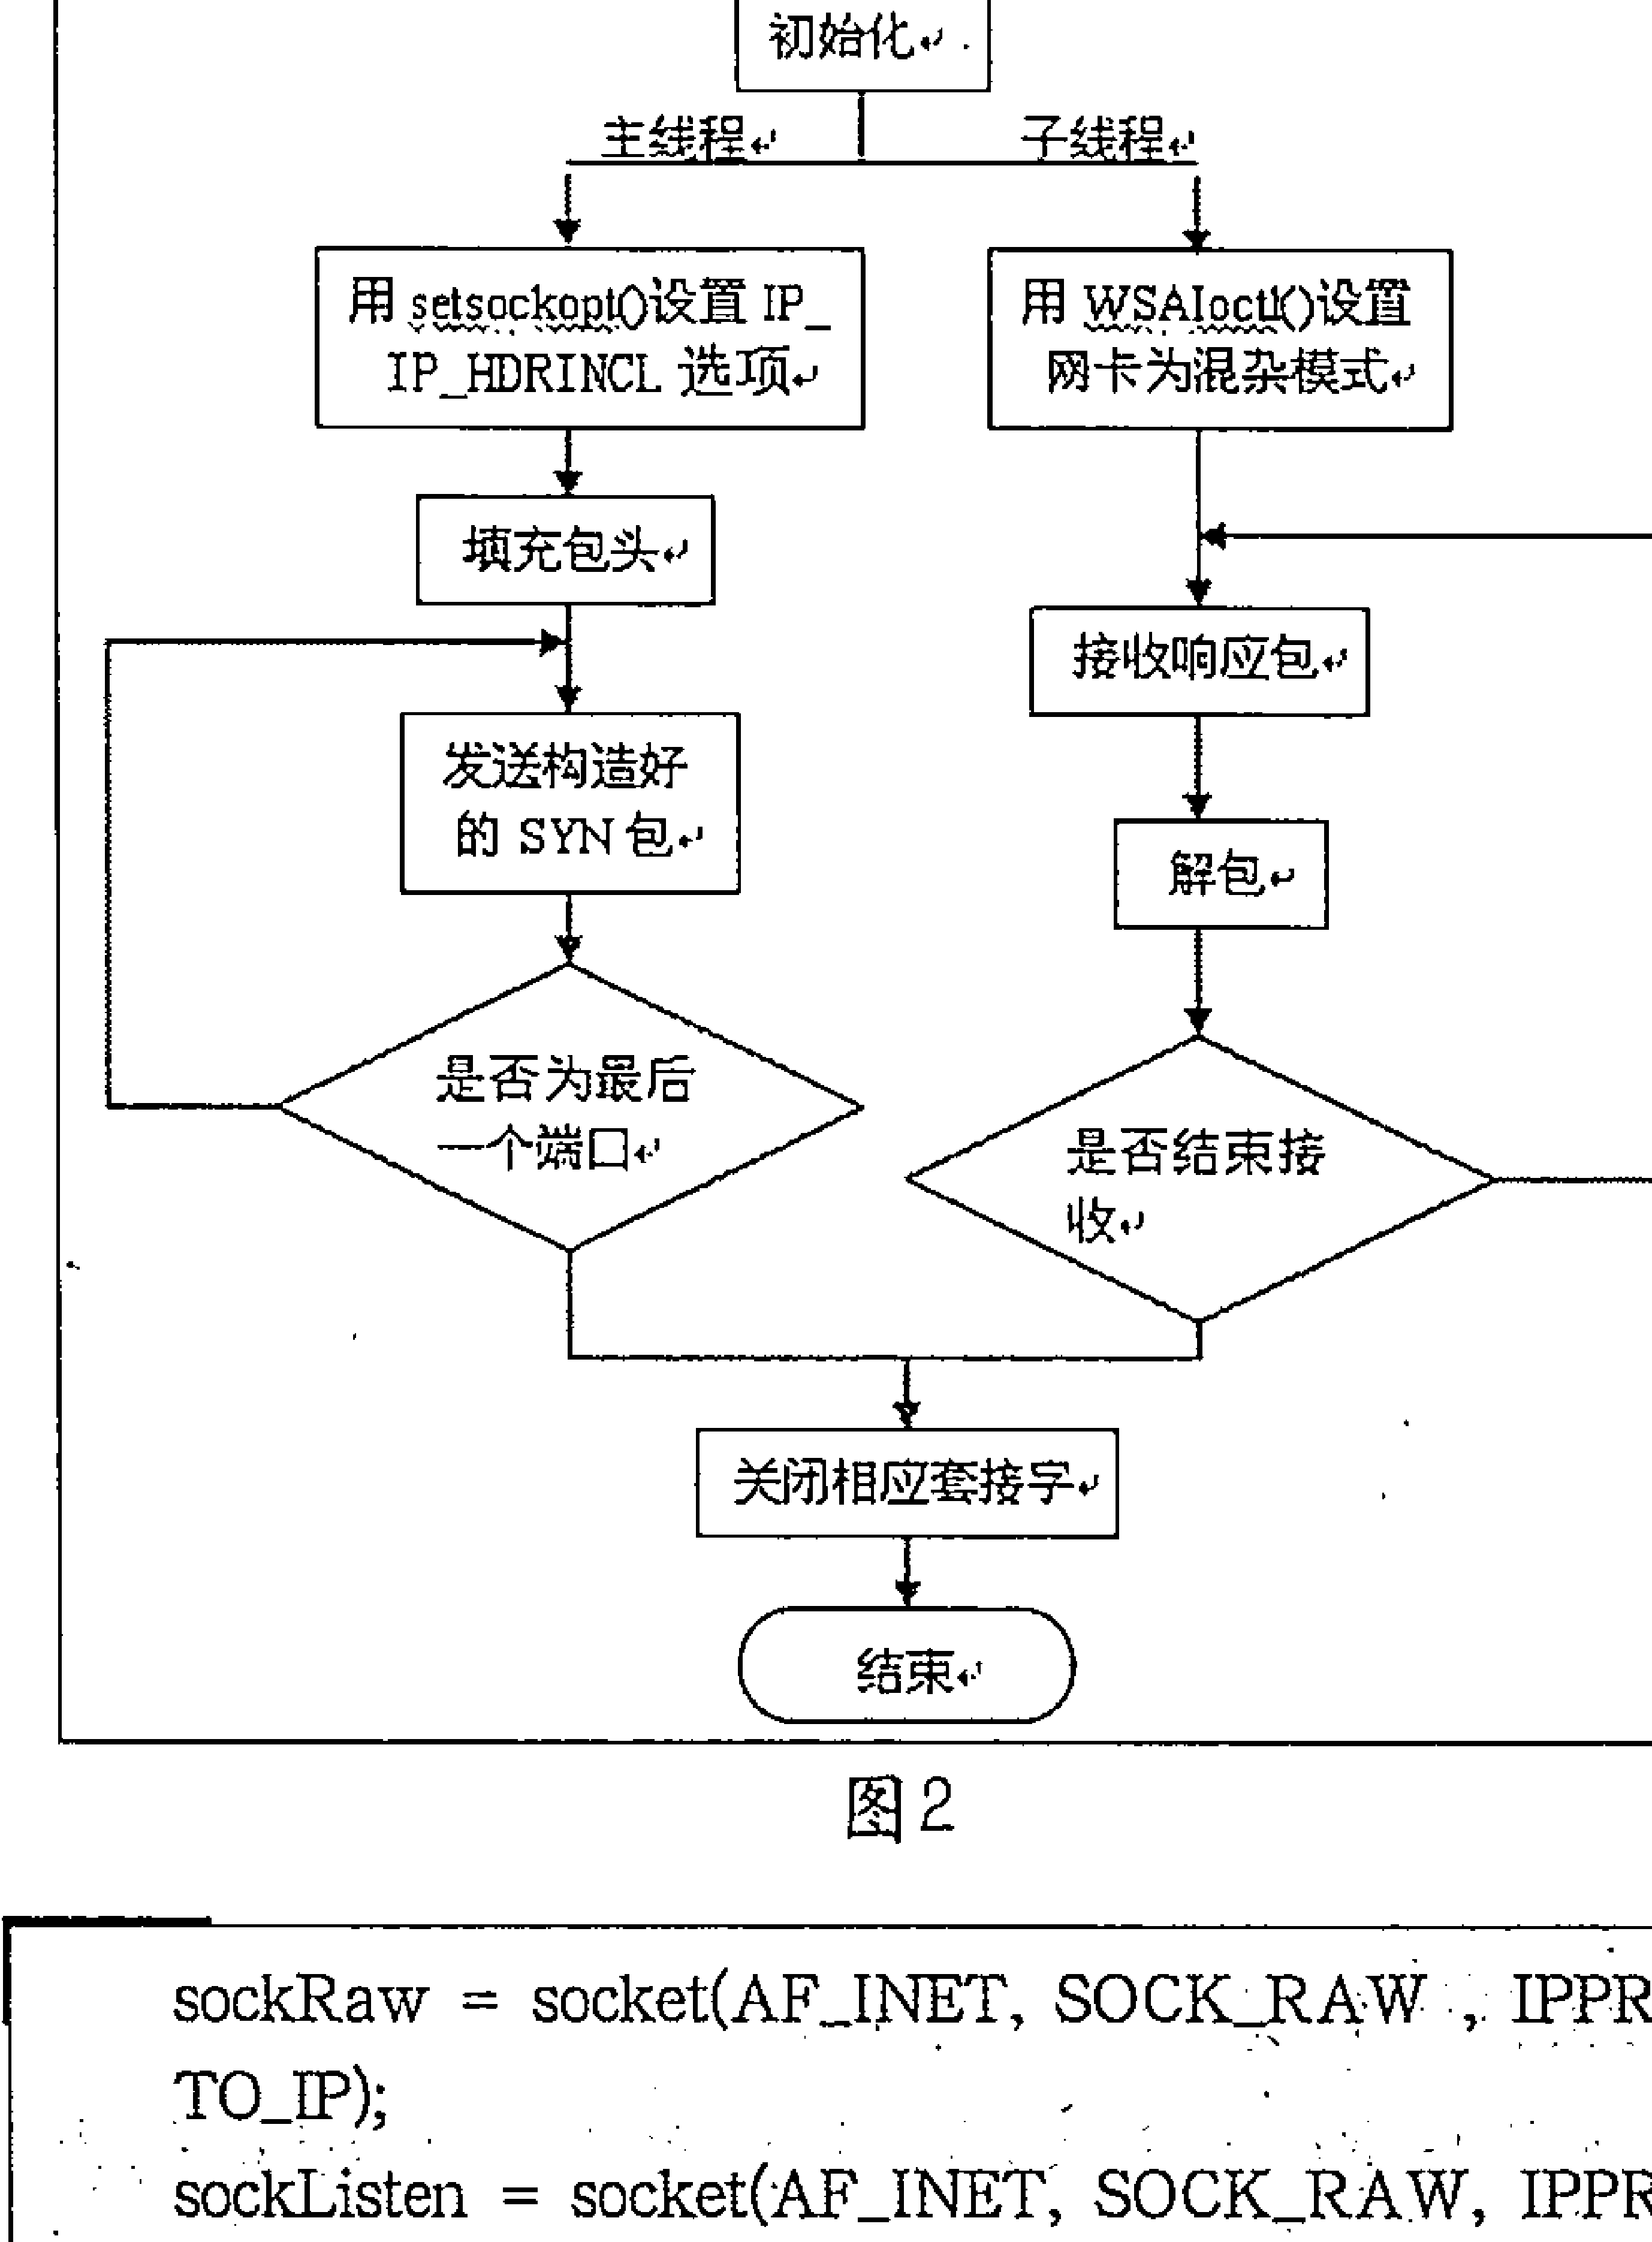 初始化
主线程
子线程
用 setsockopt()设置 IP_
IP_HDRINCL 选项
用 WSAIoctl()设置
网卡为混杂模式
填充包头
接收响应包
发送构造好
的 SYN 包
解包
是否为最后
一个端口
是否结束接
收
关闭相应套接字
结束
图 2
sockRaw = socket(AF_INET, SOCK_RAW , IPPR
TO_IP);
sockListen = socket(AF_INET, SOCK_RAW, IPPR